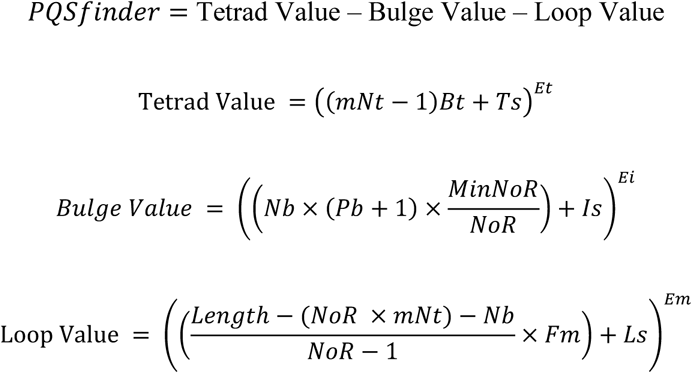 PQSfinder = Tetrad Value – Bulge Value – Loop Value
Tetrad Value = ((mNt − 1)Bt + Ts)^Et
Bulge Value = ((Nb × (Pb + 1) × MinNoR/NoR) + Is)^Ei
Loop Value = ((Length − (NoR × mNt) − Nb/NoR − 1 × Fm) + Ls)^Em